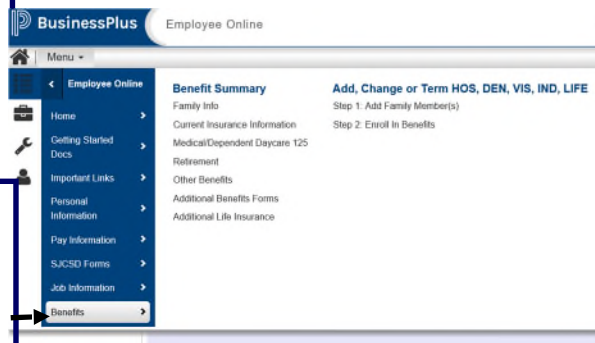 BusinessPlus
Employee Online
Menu
Employee Online
Home
Getting Started
Docs
Important Links
Personal
Information
Pay Information
SJCSD Forms
Job Information
Benefits
Benefit Summary
Family Info
Current Insurance Information
Medical/Dependent Daycare 125
Retirement
Other Benefits
Additional Benefits Forms
Additional Life Insurance
Add, Change or Term HOS, DEN, VIS, IND, LIFE
Step 1: Add Family Member(s)
Step 2: Enroll In Benefits